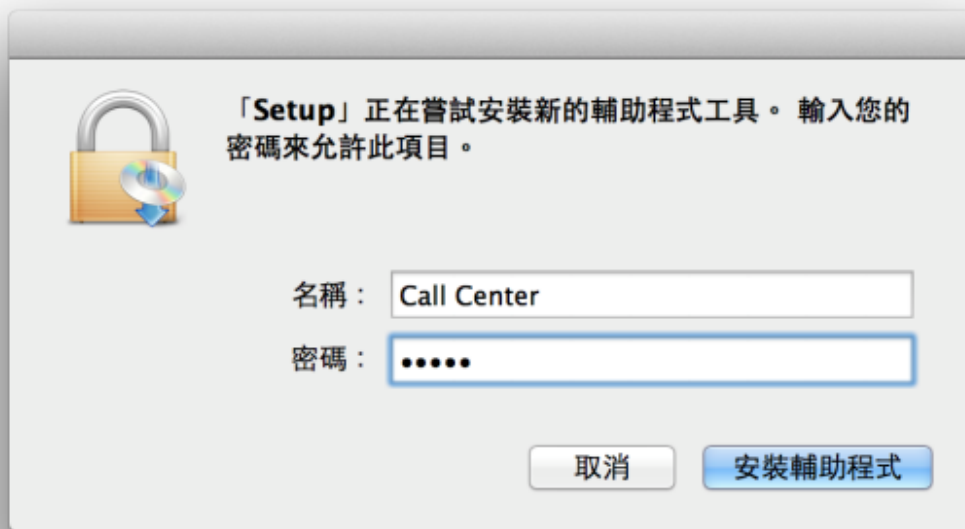 「Setup」正在嘗試安裝新的輔助程式工具。 輸入您的
密碼來允許此項目。
名稱： Call Center
密碼： •••••
取消 安裝輔助程式